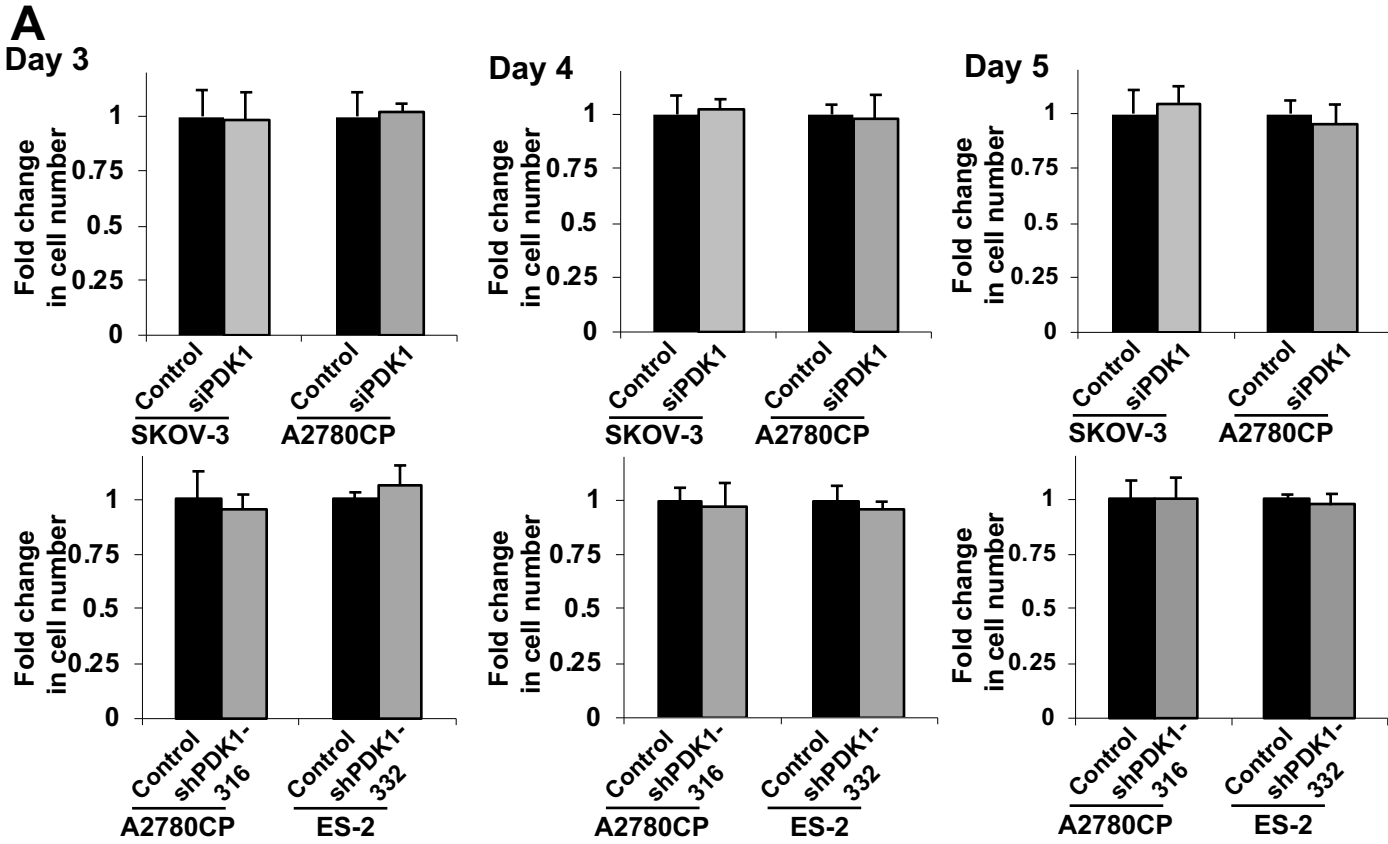 A
Day 3
Fold change
in cell number
1
0.75
0.5
0.25
0
Control
siPDK1
Control
siPDK1
SKOV-3
A2780CP
Day 4
Fold change
in cell number
1
0.75
0.5
0.25
0
Control
siPDK1
Control
siPDK1
SKOV-3
A2780CP
Day 5
Fold change
in cell number
1
0.75
0.5
0.25
0
Control
siPDK1
Control
siPDK1
SKOV-3
A2780CP
Fold change
in cell number
1
0.75
0.5
0.25
0
Control
shPDK1-
316
Control
shPDK1-
332
A2780CP
ES-2
Fold change
in cell number
1
0.75
0.5
0.25
0
Control
shPDK1-
316
Control
shPDK1-
332
A2780CP
ES-2
Fold change
in cell number
1
0.75
0.5
0.25
0
Control
shPDK1-
316
Control
shPDK1-
332
A2780CP
ES-2